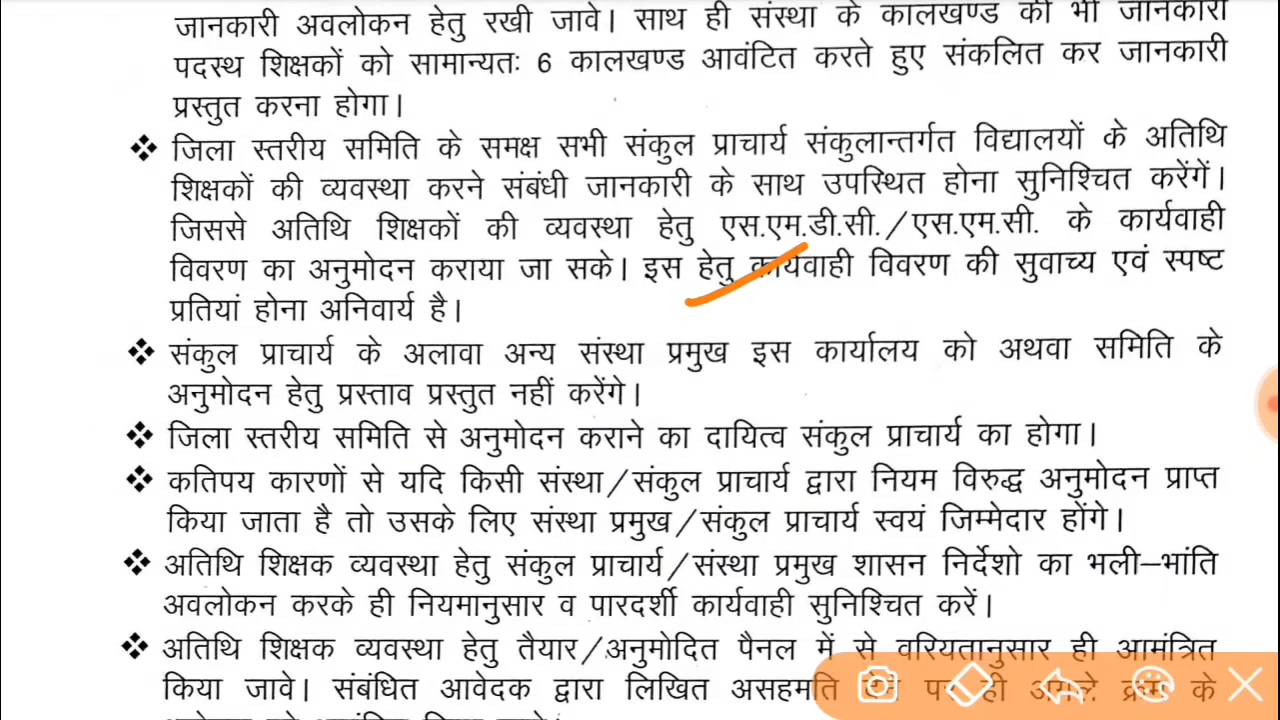 जानकारी अवलोकन हेतु रखी जावे। साथ ही संस्था के कालखण्ड की भी जानकारी
पदस्थ शिक्षकों को सामान्यतः 6 कालखण्ड आवंटित करते हुए संकलित कर जानकारी
प्रस्तुत करना होगा।
❖ जिला स्तरीय समिति के समक्ष सभी संकुल प्राचार्य संकुलान्तर्गत विद्यालयों के अतिथि
शिक्षकों की व्यवस्था करने संबंधी जानकारी के साथ उपस्थित होना सुनिश्चित करेंगें।
जिससे अतिथि शिक्षकों की व्यवस्था हेतु एस.एम.डी.सी./एस.एम.सी. के कार्यवाही
विवरण का अनुमोदन कराया जा सके। इस हेतु कार्यवाही विवरण की सुवाच्य एवं स्पष्ट
प्रतियां होना अनिवार्य है।
❖ संकुल प्राचार्य के अलावा अन्य संस्था प्रमुख इस कार्यालय को अथवा समिति के
अनुमोदन हेतु प्रस्ताव प्रस्तुत नहीं करेंगे।
❖ जिला स्तरीय समिति से अनुमोदन कराने का दायित्व संकुल प्राचार्य का होगा।
❖ कतिपय कारणों से यदि किसी संस्था/संकुल प्राचार्य द्वारा नियम विरुद्ध अनुमोदन प्राप्त
किया जाता है तो उसके लिए संस्था प्रमुख/संकुल प्राचार्य स्वयं जिम्मेदार होंगे।
❖ अतिथि शिक्षक व्यवस्था हेतु संकुल प्राचार्य/संस्था प्रमुख शासन निर्देशो का भली–भांति
अवलोकन करके ही नियमानुसार व पारदर्शी कार्यवाही सुनिश्चित करें।
❖ अतिथि शिक्षक व्यवस्था हेतु तैयार/अनुमोदित पैनल में से वरियतानुसार ही आमंत्रित
किया जावे। संबंधित आवेदक द्वारा लिखित असहमति पर ही अगले क्रम के